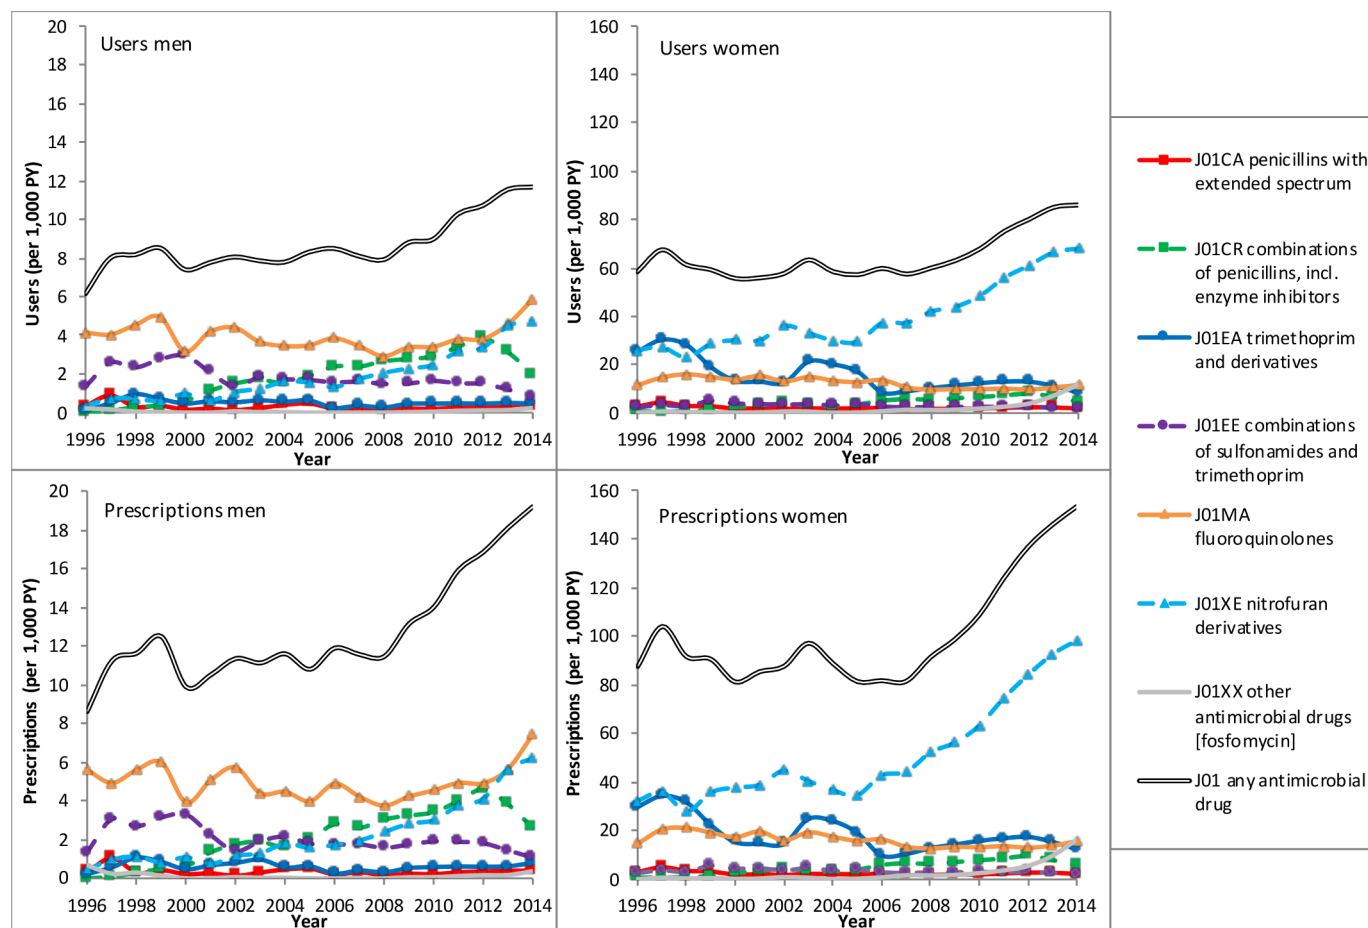 Users men
Users (per 1,000 PY)
20
18
16
14
12
10
8
6
4
2
0
1996 1998 2000 2002 2004 2006 2008 2010 2012 2014
Year
Users women
Users (per 1,000 PY)
160
140
120
100
80
60
40
20
0
1996 1998 2000 2002 2004 2006 2008 2010 2012 2014
Year
Prescriptions men
Prescriptions (per 1,000 PY)
20
18
16
14
12
10
8
6
4
2
0
1996 1998 2000 2002 2004 2006 2008 2010 2012 2014
Year
Prescriptions women
Prescriptions (per 1,000 PY)
160
140
120
100
80
60
40
20
0
1996 1998 2000 2002 2004 2006 2008 2010 2012 2014
Year
J01CA penicillins with
extended spectrum
J01CR combinations
of penicillins, incl.
enzyme inhibitors
J01EA trimethoprim
and derivatives
J01EE combinations
of sulfonamides and
trimethoprim
J01MA
fluoroquinolones
J01XE nitrofuran
derivatives
J01XX other
antimicrobial drugs
[fosfomycin]
J01 any antimicrobial
drug